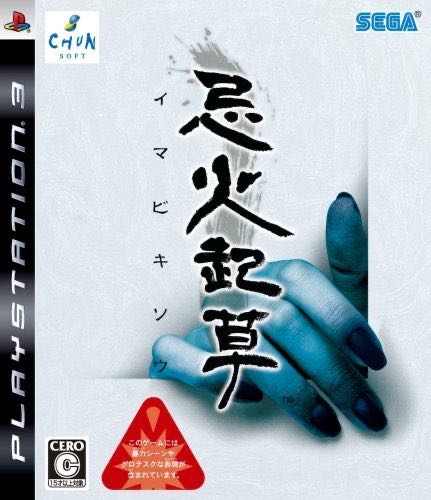 PLAYSTATION 3
CHUN
SOFT
SEGA
忌火起草
イマビキソウ
TM
CERO
C
15才以上対象
このゲームには
暴力シーンや
グロテスクな表現が
含まれています。